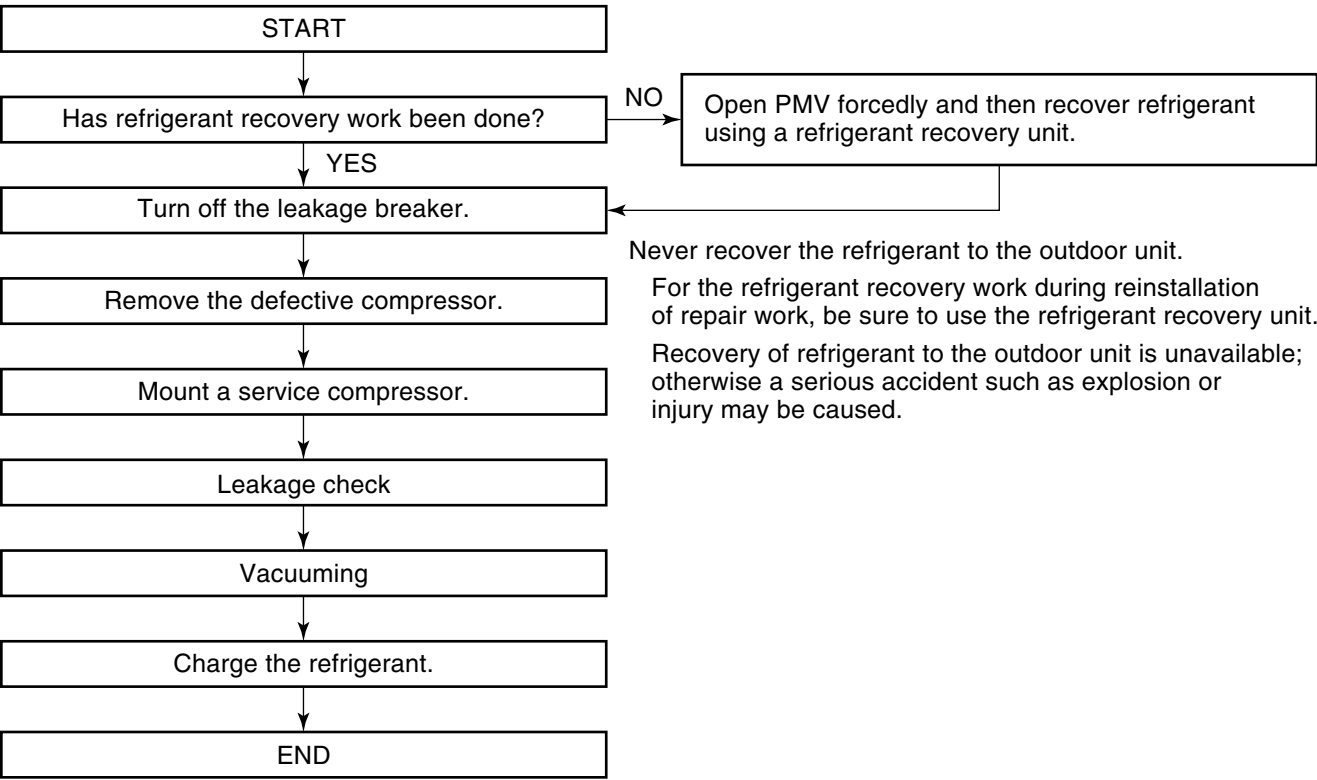 START
Has refrigerant recovery work been done?
NO
Open PMV forcedly and then recover refrigerant
using a refrigerant recovery unit.
YES
Turn off the leakage breaker.
Never recover the refrigerant to the outdoor unit.
For the refrigerant recovery work during reinstallation
of repair work, be sure to use the refrigerant recovery unit.
Recovery of refrigerant to the outdoor unit is unavailable;
otherwise a serious accident such as explosion or
injury may be caused.
Remove the defective compressor.
Mount a service compressor.
Leakage check
Vacuuming
Charge the refrigerant.
END